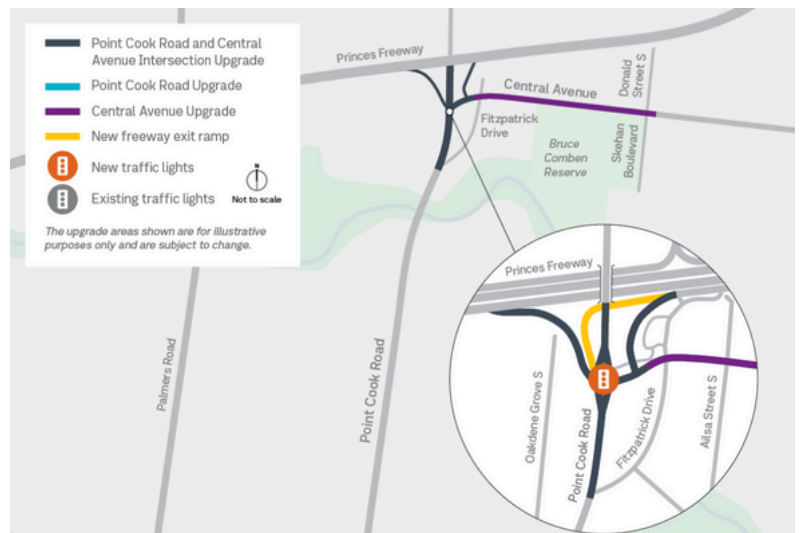 Point Cook Road and Central
Avenue Intersection Upgrade
Point Cook Road Upgrade
Central Avenue Upgrade
New freeway exit ramp
New traffic lights
Existing traffic lights
N
Not to scale
The upgrade areas shown are for illustrative
purposes only and are subject to change.
Princes Freeway
Central Avenue
Donald
Street S
Fitzpatrick
Drive
Bruce
Comben
Reserve
Skehan
Boulevard
Palmers Road
Point Cook Road
Princes Freeway
Oakdene Grove S
Point Cook Road
Fitzpatrick Drive
Ailsa Street S